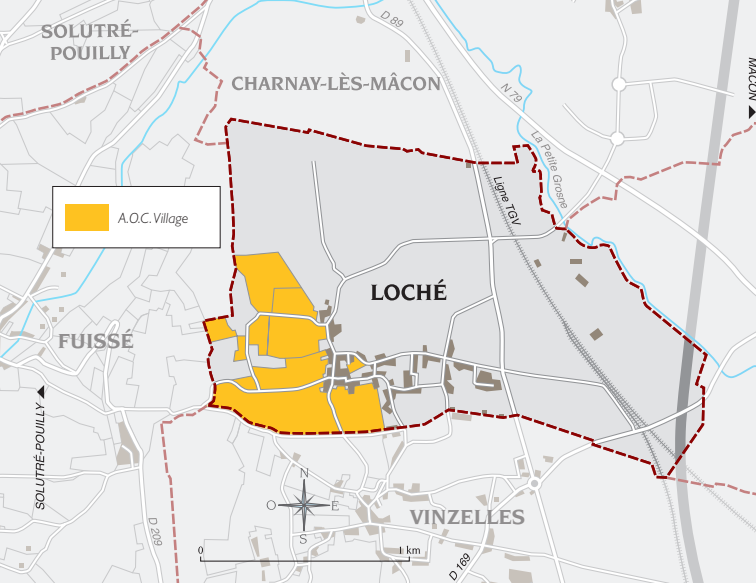 SOLUTRÉ-
POUILLY
D 89
CHARNAY-LÈS-MÂCON
MÂCON
N 79
La Petite Grosne
Ligne TGV
A.O.C. Village
LOCHÉ
FUISSÉ
SOLUTRÉ-POUILLY
N
O E
S
VINZELLES
D 209
0 1 km
D 169